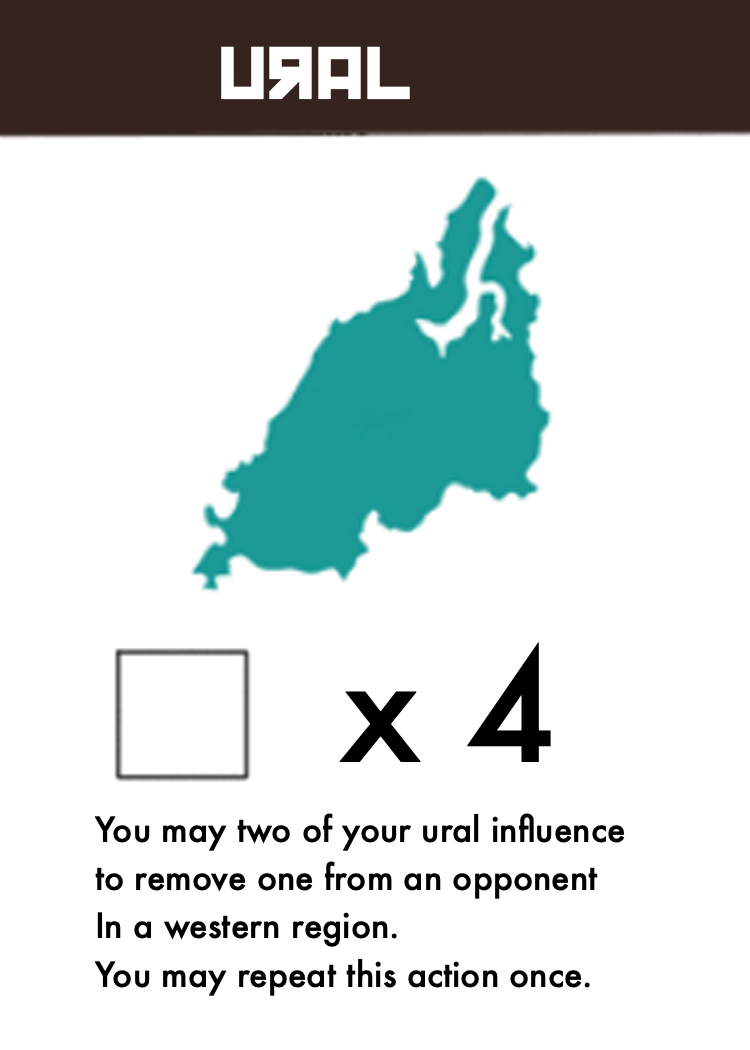 URAL
x 4
You may two of your ural influence
to remove one from an opponent
In a western region.
You may repeat this action once.